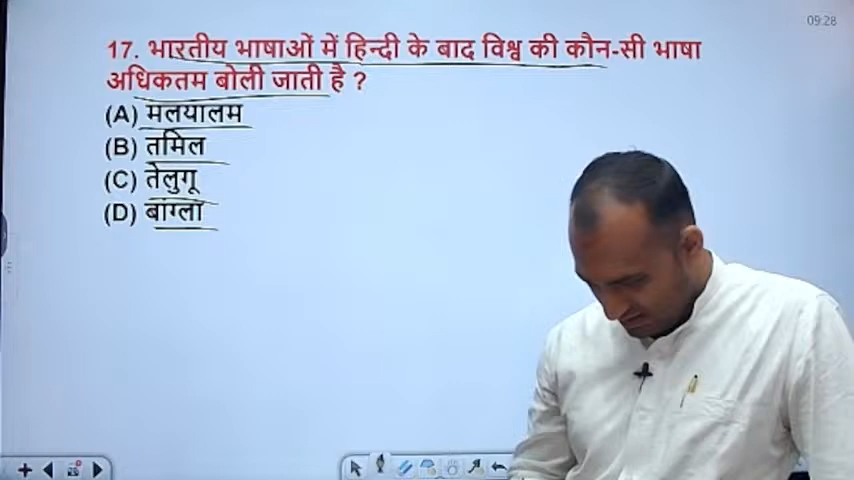 09:28
17. भारतीय भाषाओं में हिन्दी के बाद विश्व की कौन-सी भाषा
अधिकतम बोली जाती है ?
(A) मलयालम
(B) तमिल
(C) तेलुगू
(D) बांग्ला